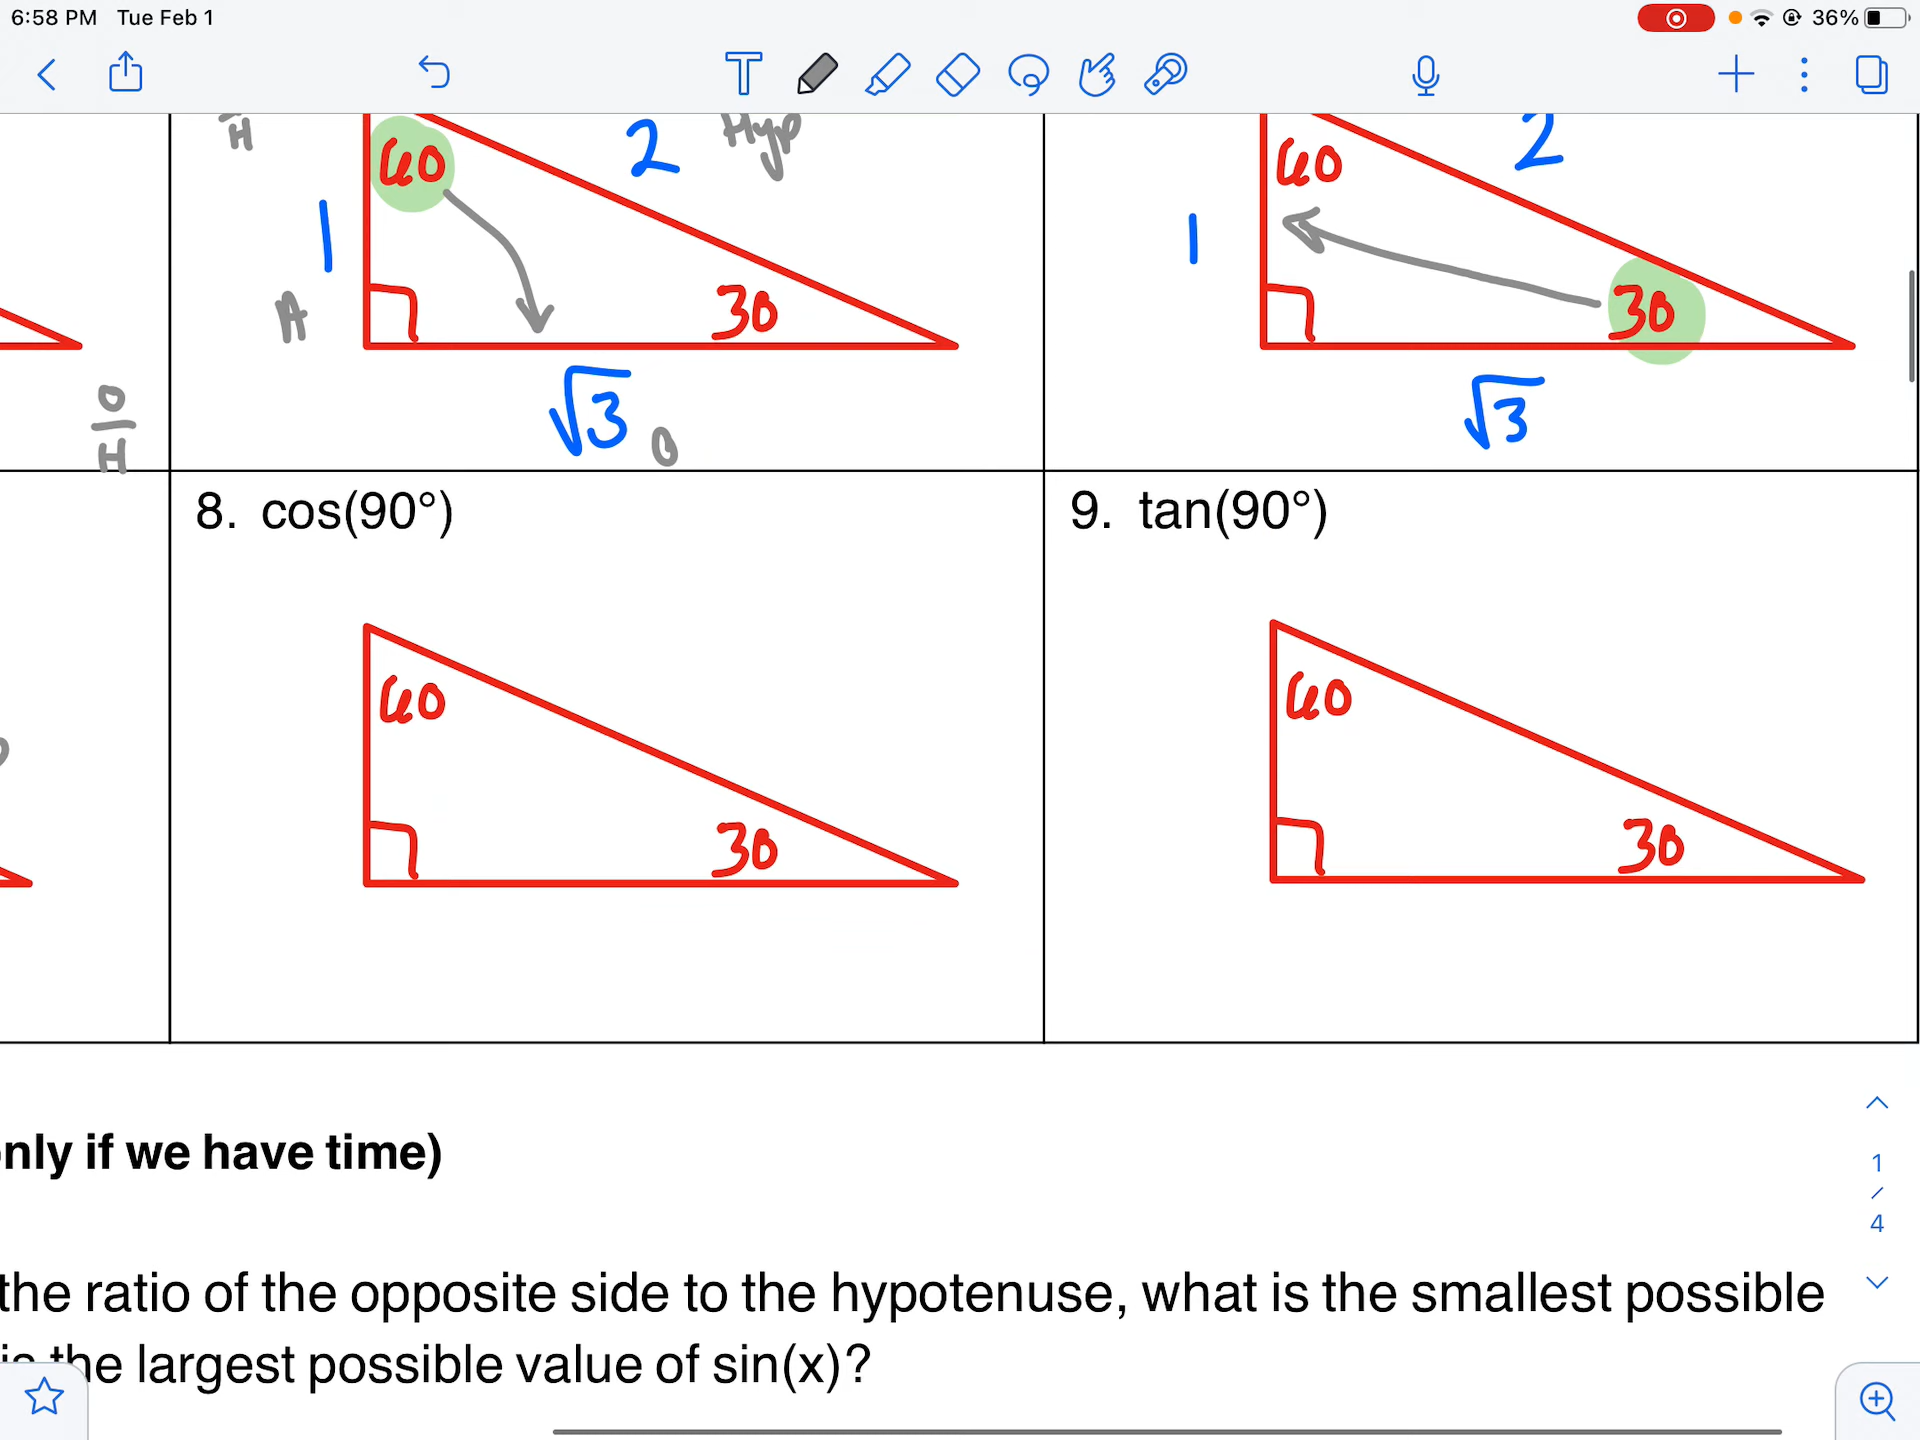 6:58 PM Tue Feb 1
36%
T
H
60
2
Hyp
1
A
30
√3
O
60
2
1
30
√3
O
H
8. cos(90°)
60
30
9. tan(90°)
60
30
nly if we have time)
the ratio of the opposite side to the hypotenuse, what is the smallest possible
the largest possible value of sin(x)?
1
/
4